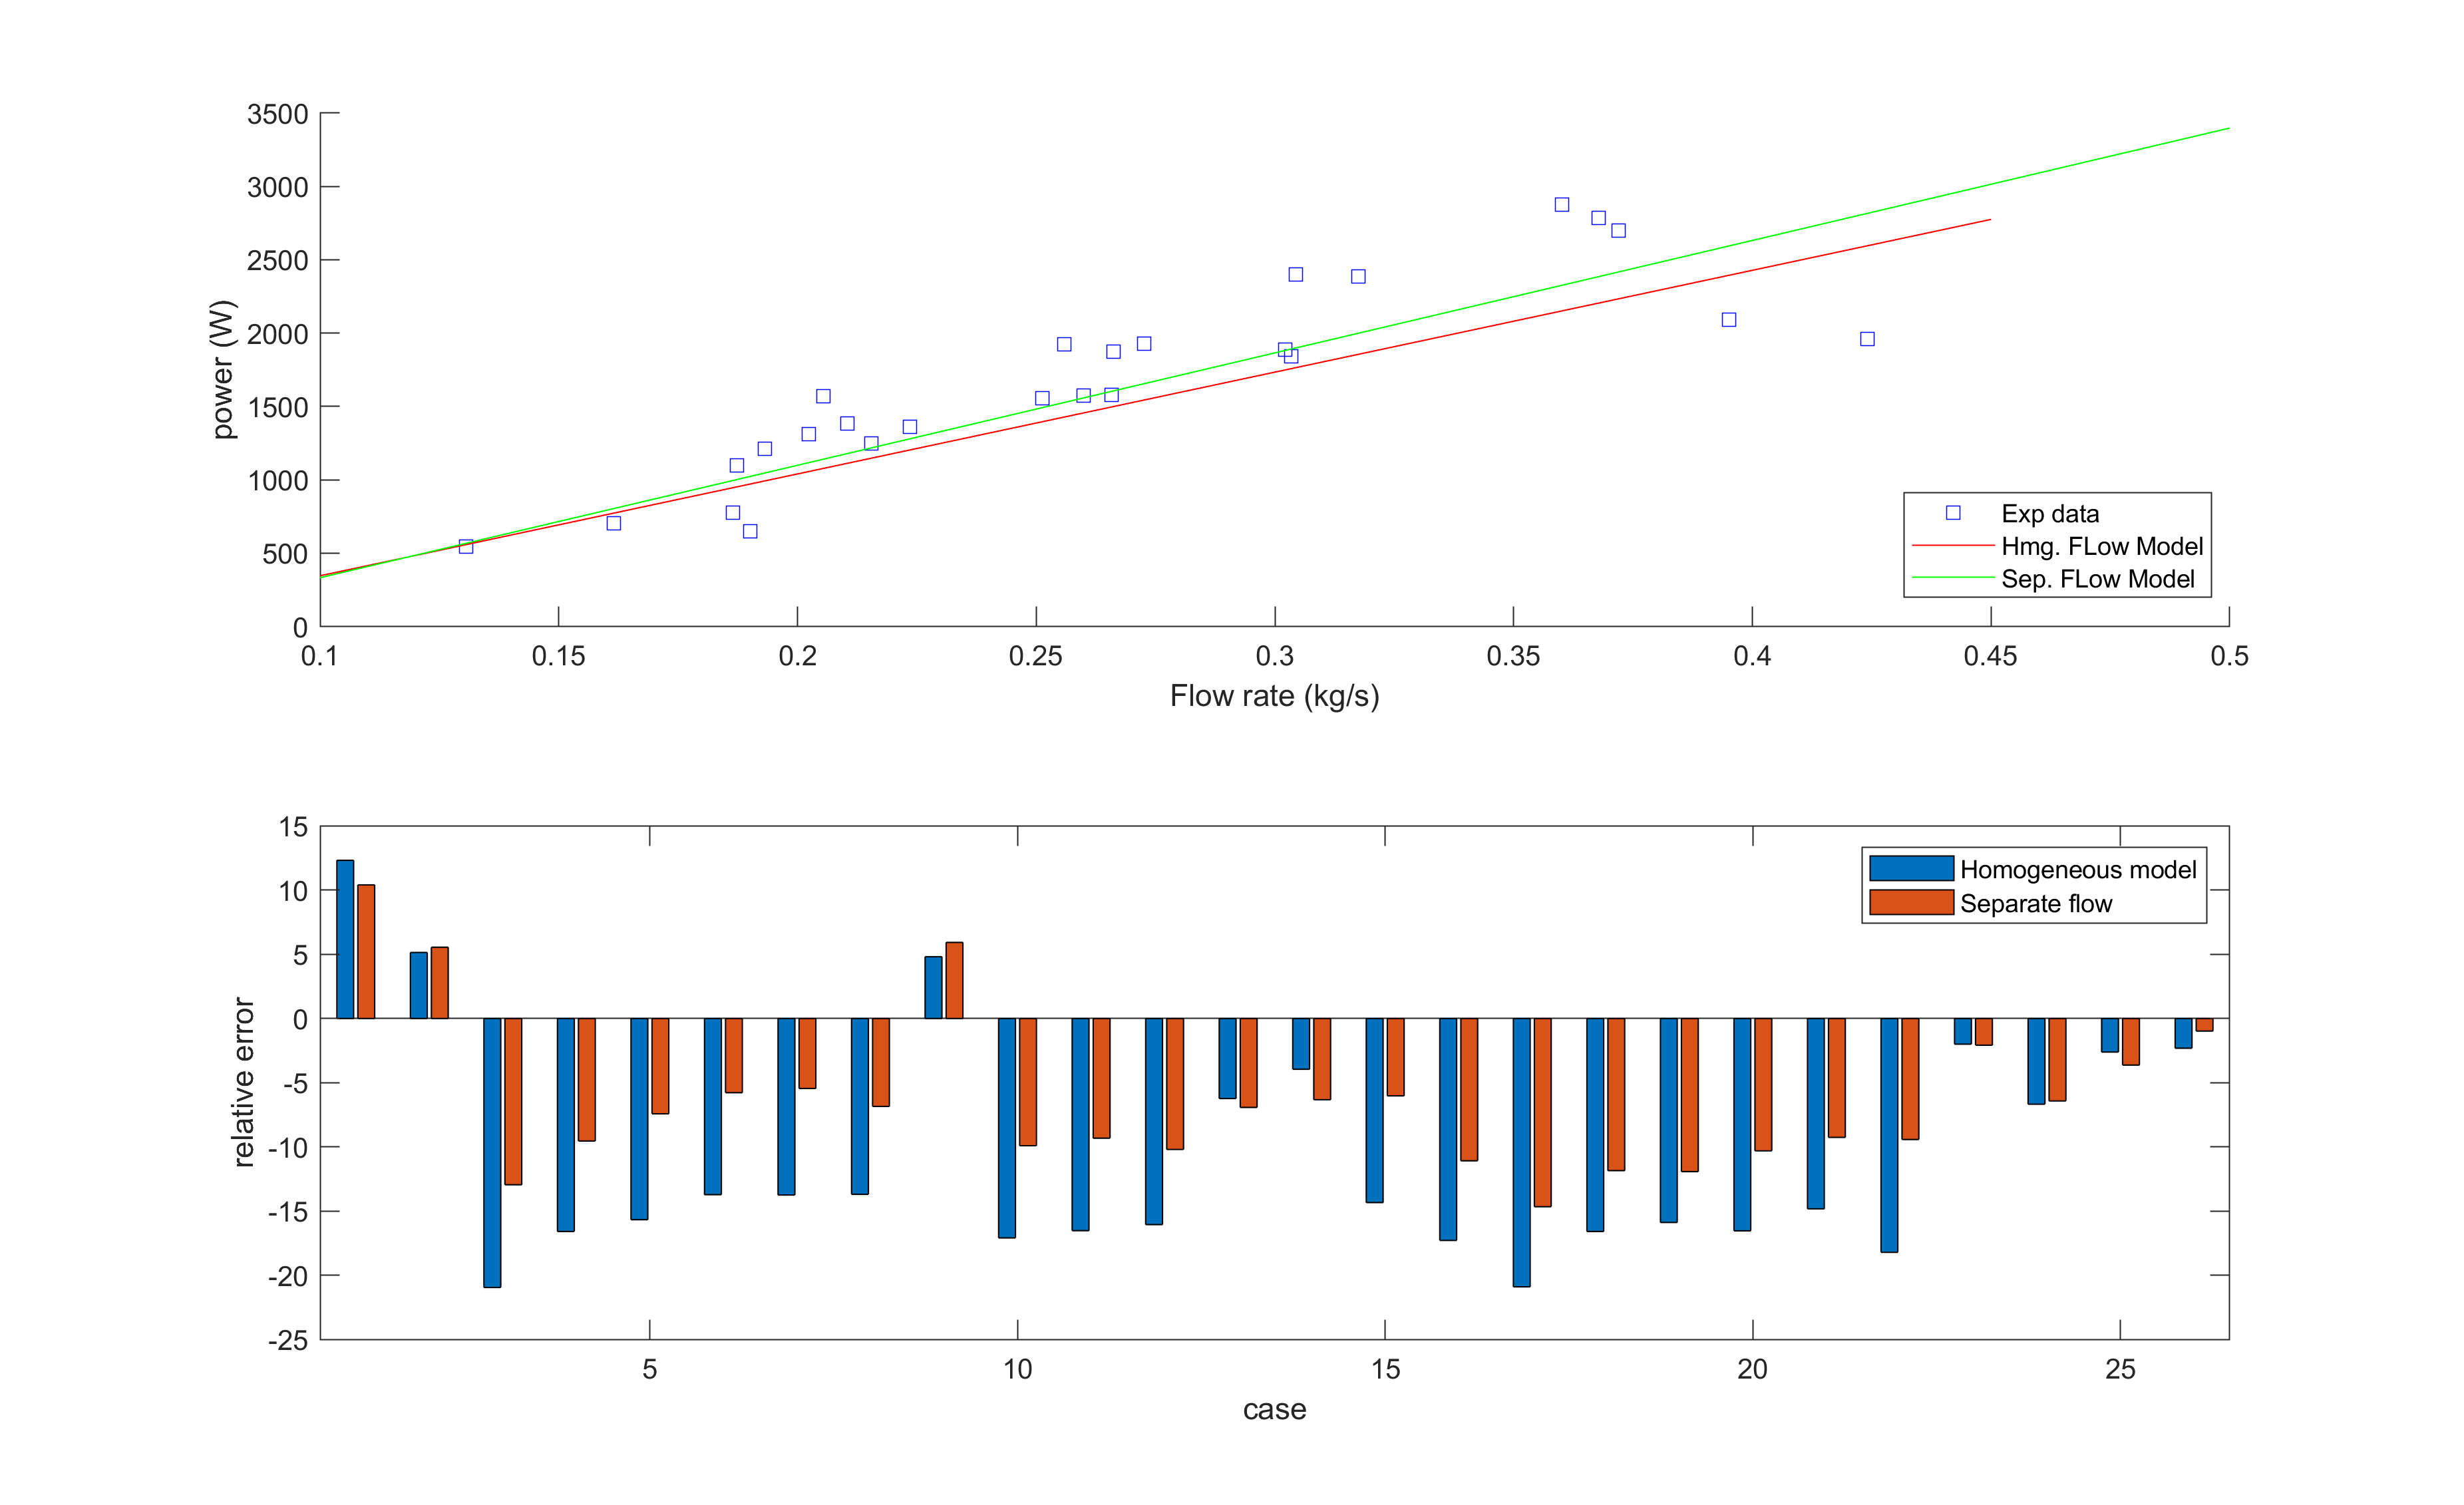 3500
3000
2500
2000
1500
1000
500
0
power (W)
0.1 0.15 0.2 0.25 0.3 0.35 0.4 0.45 0.5
Flow rate (kg/s)
Exp data
Hmg. FLow Model
Sep. FLow Model
15
10
5
0
-5
-10
-15
-20
-25
relative error
5 10 15 20 25
case
Homogeneous model
Separate flow